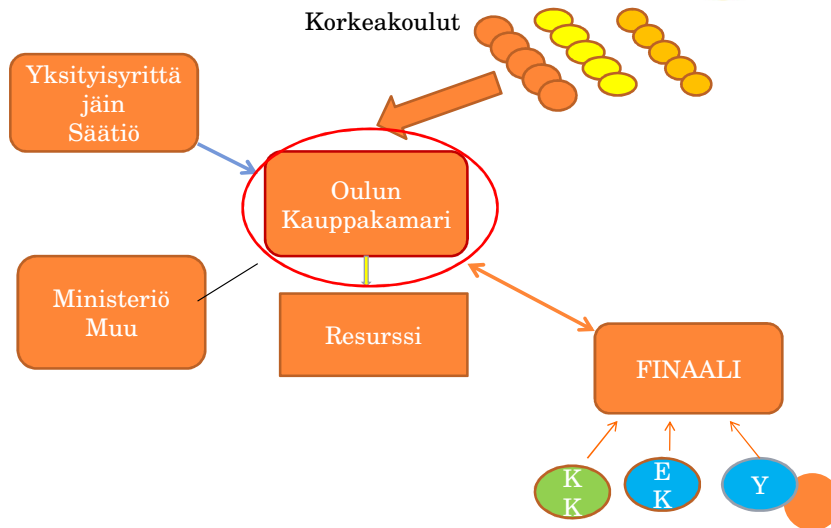 Korkeakoulut
Yksityisyrittä
jäin
Säätiö
Oulun
Kauppakamari
Ministeriö
Muu
Resurssi
FINAALI
K
K
E
K
Y